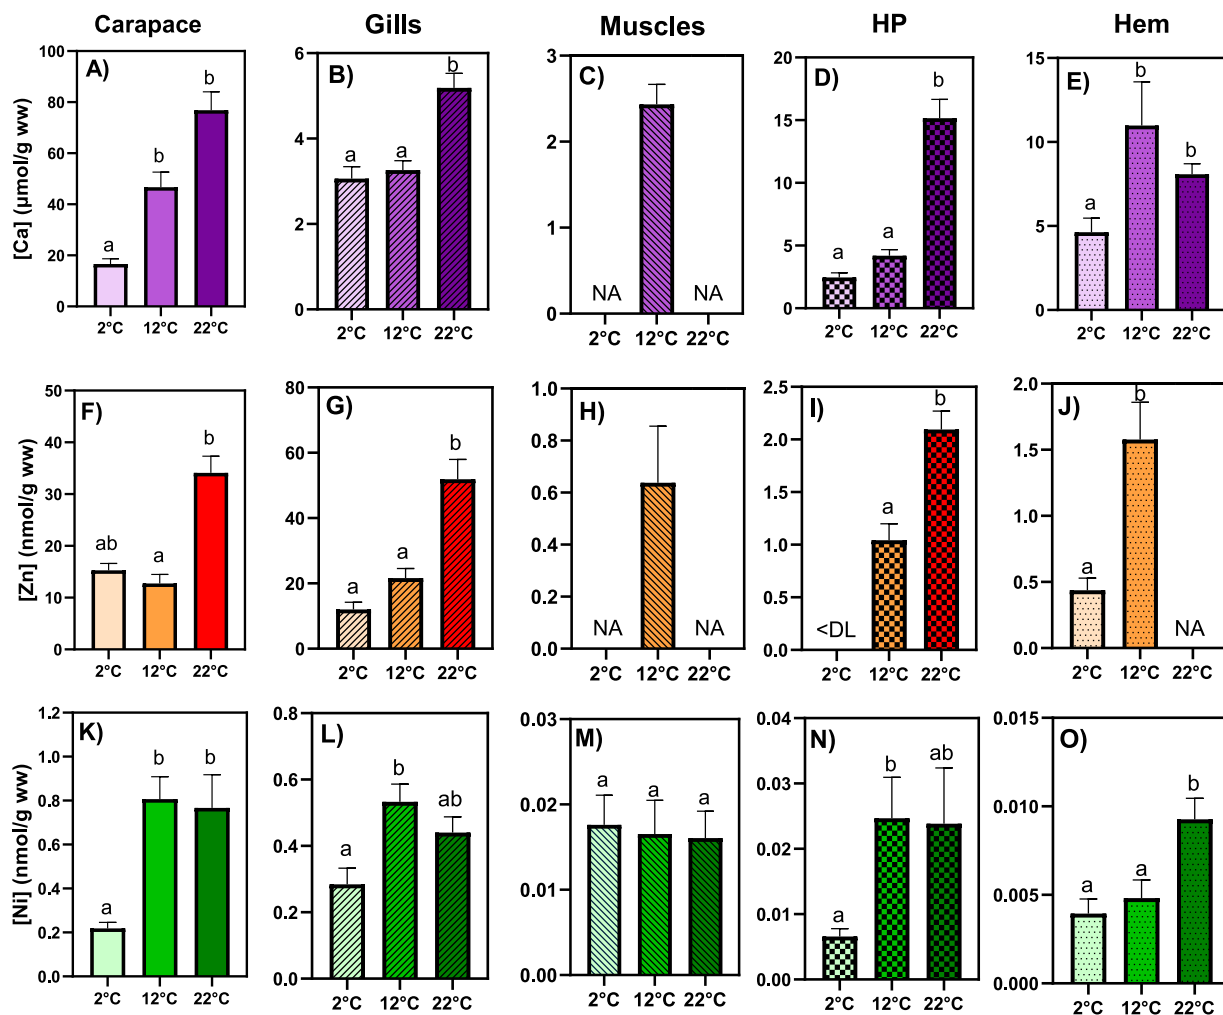 Carapace Gills Muscles HP Hem
A) B) C) D) E)
[Ca] (µmol/g ww)
100 80 60 40 20 0
a b b
2°C 12°C 22°C
6 4 2 0
a a b
2°C 12°C 22°C
3 2 2 1 0
NA NA
2°C 12°C 22°C
20 15 10 5 0
a a b
2°C 12°C 22°C
15 10 5 0
a b b
2°C 12°C 22°C
F) G) H) I) J)
[Zn] (nmol/g ww)
50 40 30 20 10 0
ab a b
2°C 12°C 22°C
80 60 40 20 0
a a b
2°C 12°C 22°C
1.0 0.8 0.6 0.4 0.2 0.0
NA NA
2°C 12°C 22°C
2.5 2.0 1.5 1.0 0.5 0.0
<DL a b
2°C 12°C 22°C
2.0 1.5 1.0 0.5 0.0
a b NA
2°C 12°C 22°C
K) L) M) N) O)
[Ni] (nmol/g ww)
1.2 1.0 0.8 0.6 0.4 0.2 0.0
a b b
2°C 12°C 22°C
0.8 0.6 0.4 0.2 0.0
a b ab
2°C 12°C 22°C
0.03 0.02 0.01 0.00
a a a
2°C 12°C 22°C
0.04 0.03 0.02 0.01 0.00
a b ab
2°C 12°C 22°C
0.015 0.010 0.005 0.000
a a b
2°C 12°C 22°C